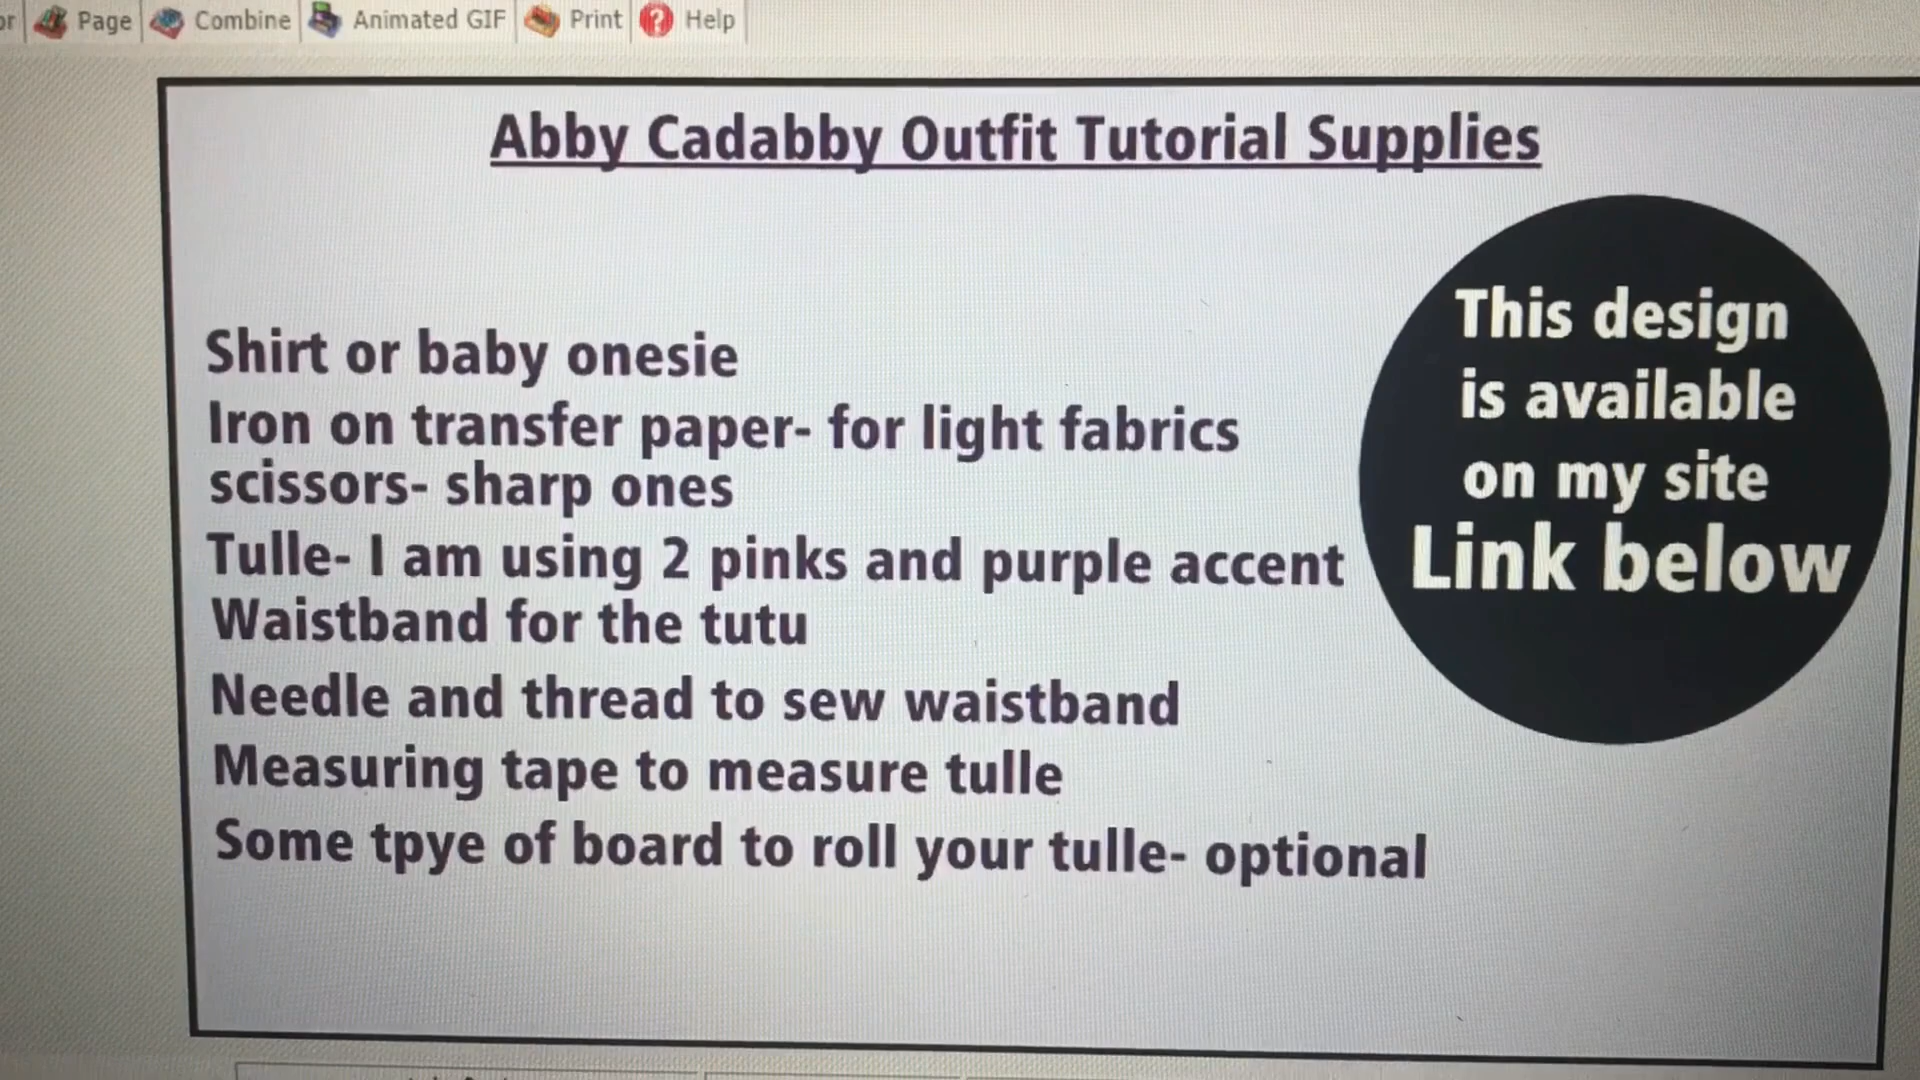 Page Combine Animated GIF Print Help
Abby Cadabby Outfit Tutorial Supplies
Shirt or baby onesie
Iron on transfer paper- for light fabrics
scissors- sharp ones
Tulle- I am using 2 pinks and purple accent
Waistband for the tutu
Needle and thread to sew waistband
Measuring tape to measure tulle
Some tpye of board to roll your tulle- optional
This design
is available
on my site
Link below